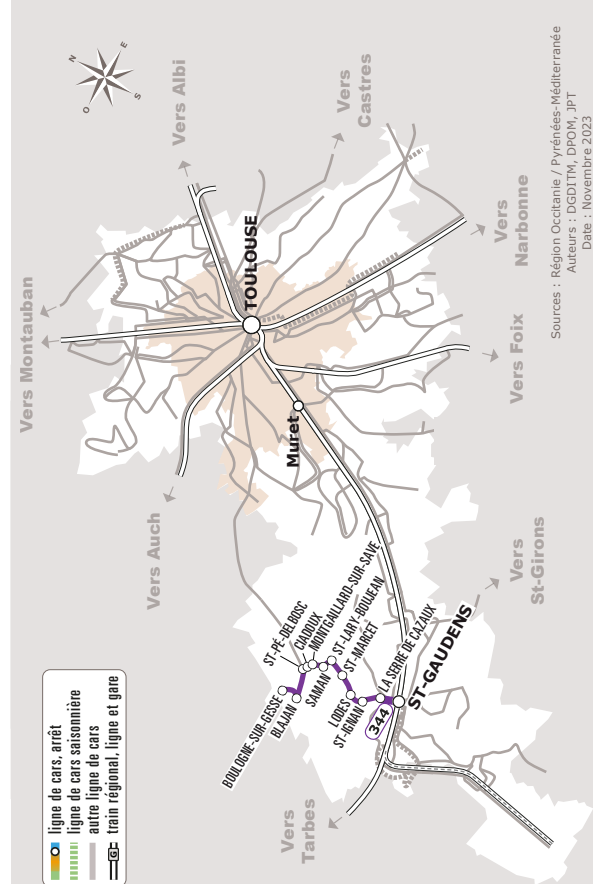 N
E
S
O
Vers Albi
Vers
Castres
Vers Montauban
TOULOUSE
Vers
Narbonne
Vers Foix
Muret
Vers Auch
Vers
St-Girons
ST-PÉ-DELBOSC
CIADOUX
MONTGAILLARD-SUR-SAVE
BOULOGNE-SUR-GESSE
BLAJAN
SAMAN
ST-LARY-BOUJEAN
ST-MARCET
LODES
ST-IGNAN
LA SERRE DE CAZAUX
344
ST-GAUDENS
Vers
Tarbes
ligne de cars, arrêt
ligne de cars saisonnière
autre ligne de cars
G train régional, ligne et gare
Sources : Région Occitanie / Pyrénées-Méditerranée
Auteurs : DGDITM, DPOM, JPT
Date : Novembre 2023